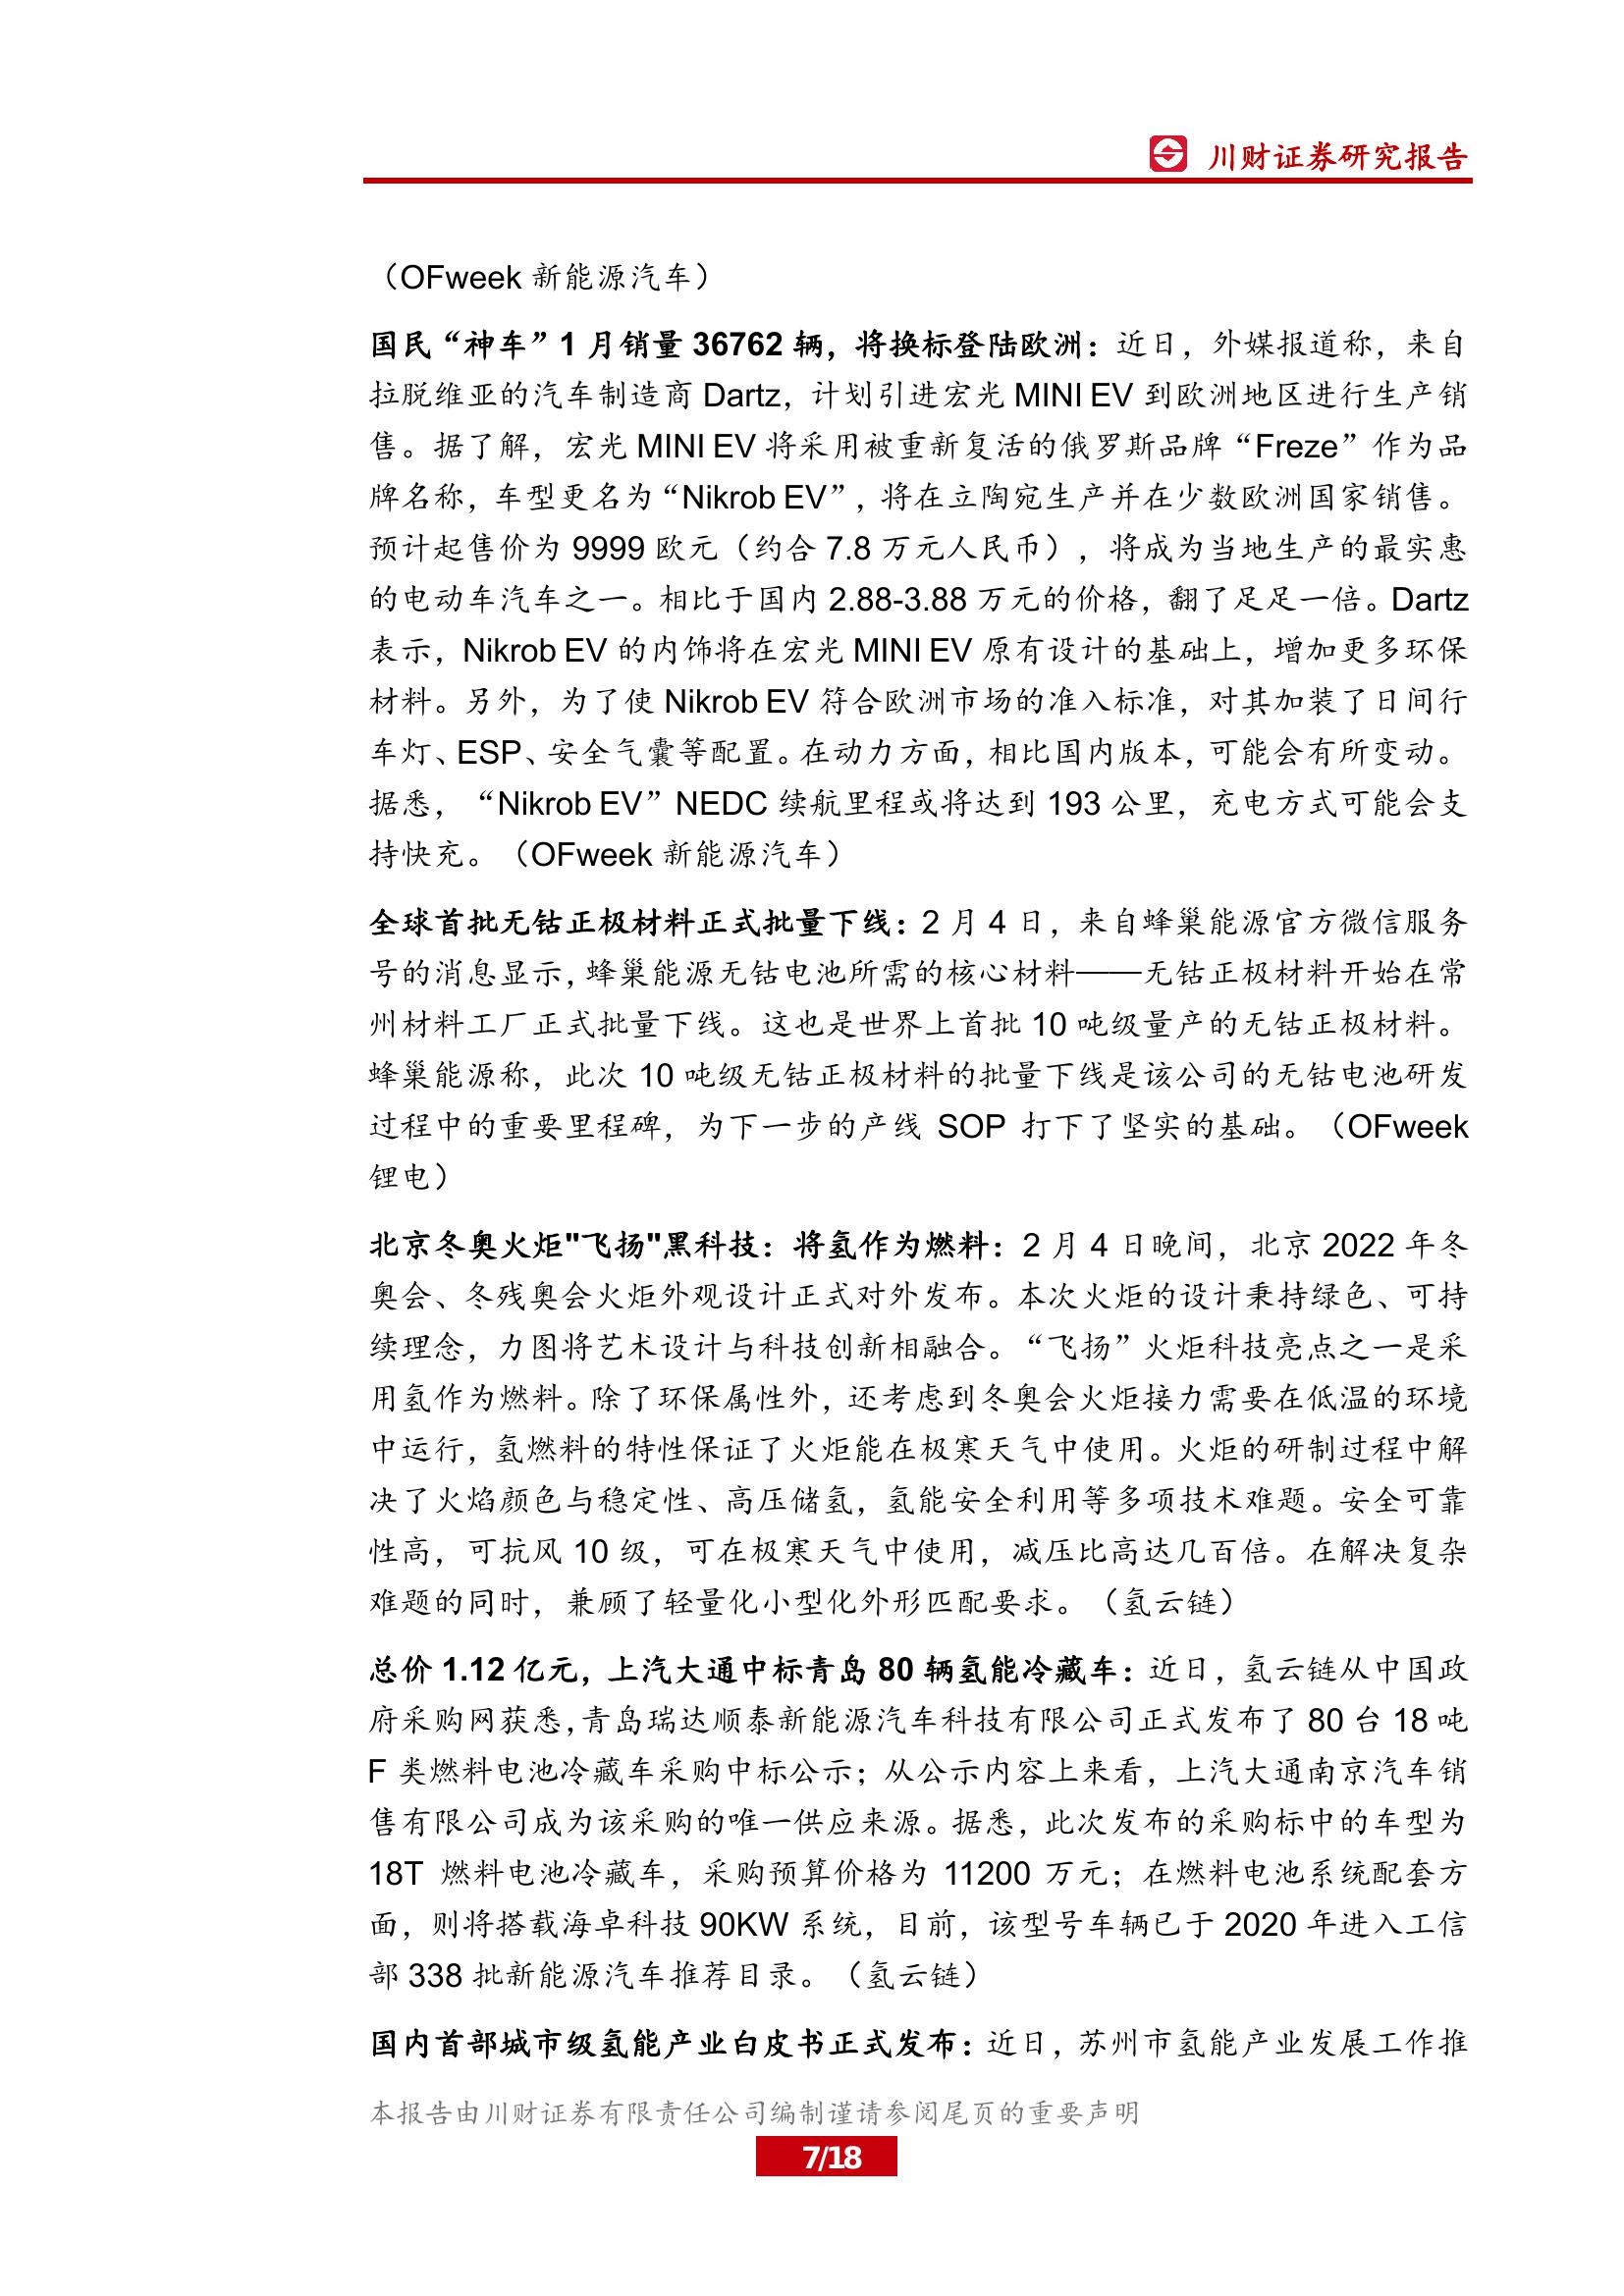 川财证券研究报告
（OFweek 新能源汽车）
国民“神车”1 月销量 36762 辆，将换标登陆欧洲：近日，外媒报道称，来自
拉脱维亚的汽车制造商 Dartz，计划引进宏光 MINI EV 到欧洲地区进行生产销
售。据了解，宏光 MINI EV 将采用被重新复活的俄罗斯品牌“Freze”作为品
牌名称，车型更名为“Nikrob EV”，将在立陶宛生产并在少数欧洲国家销售。
预计起售价为 9999 欧元（约合 7.8 万元人民币），将成为当地生产的最实惠
的电动车汽车之一。相比于国内 2.88-3.88 万元的价格，翻了足足一倍。Dartz
表示，Nikrob EV 的内饰将在宏光 MINI EV 原有设计的基础上，增加更多环保
材料。另外，为了使 Nikrob EV 符合欧洲市场的准入标准，对其加装了日间行
车灯、ESP、安全气囊等配置。在动力方面，相比国内版本，可能会有所变动。
据悉，“Nikrob EV”NEDC 续航里程或将达到 193 公里，充电方式可能会支
持快充。（OFweek 新能源汽车）
全球首批无钴正极材料正式批量下线：2 月 4 日，来自蜂巢能源官方微信服务
号的消息显示，蜂巢能源无钴电池所需的核心材料——无钴正极材料开始在常
州材料工厂正式批量下线。这也是世界上首批 10 吨级量产的无钴正极材料。
蜂巢能源称，此次 10 吨级无钴正极材料的批量下线是该公司的无钴电池研发
过程中的重要里程碑，为下一步的产线 SOP 打下了坚实的基础。（OFweek
锂电）
北京冬奥火炬"飞扬"黑科技：将氢作为燃料：2 月 4 日晚间，北京 2022 年冬
奥会、冬残奥会火炬外观设计正式对外发布。本次火炬的设计秉持绿色、可持
续理念，力图将艺术设计与科技创新相融合。“飞扬”火炬科技亮点之一是采
用氢作为燃料。除了环保属性外，还考虑到冬奥会火炬接力需要在低温的环境
中运行，氢燃料的特性保证了火炬能在极寒天气中使用。火炬的研制过程中解
决了火焰颜色与稳定性、高压储氢，氢能安全利用等多项技术难题。安全可靠
性高，可抗风 10 级，可在极寒天气中使用，减压比高达几百倍。在解决复杂
难题的同时，兼顾了轻量化小型化外形匹配要求。（氢云链）
总价 1.12 亿元，上汽大通中标青岛 80 辆氢能冷藏车：近日，氢云链从中国政
府采购网获悉，青岛瑞达顺泰新能源汽车科技有限公司正式发布了 80 台 18 吨
F 类燃料电池冷藏车采购中标公示；从公示内容上来看，上汽大通南京汽车销
售有限公司成为该采购的唯一供应来源。据悉，此次发布的采购标中的车型为
18T 燃料电池冷藏车，采购预算价格为 11200 万元；在燃料电池系统配套方
面，则将搭载海卓科技 90KW 系统，目前，该型号车辆已于 2020 年进入工信
部 338 批新能源汽车推荐目录。（氢云链）
国内首部城市级氢能产业白皮书正式发布：近日，苏州市氢能产业发展工作推
本报告由川财证券有限责任公司编制谨请参阅尾页的重要声明
7/18